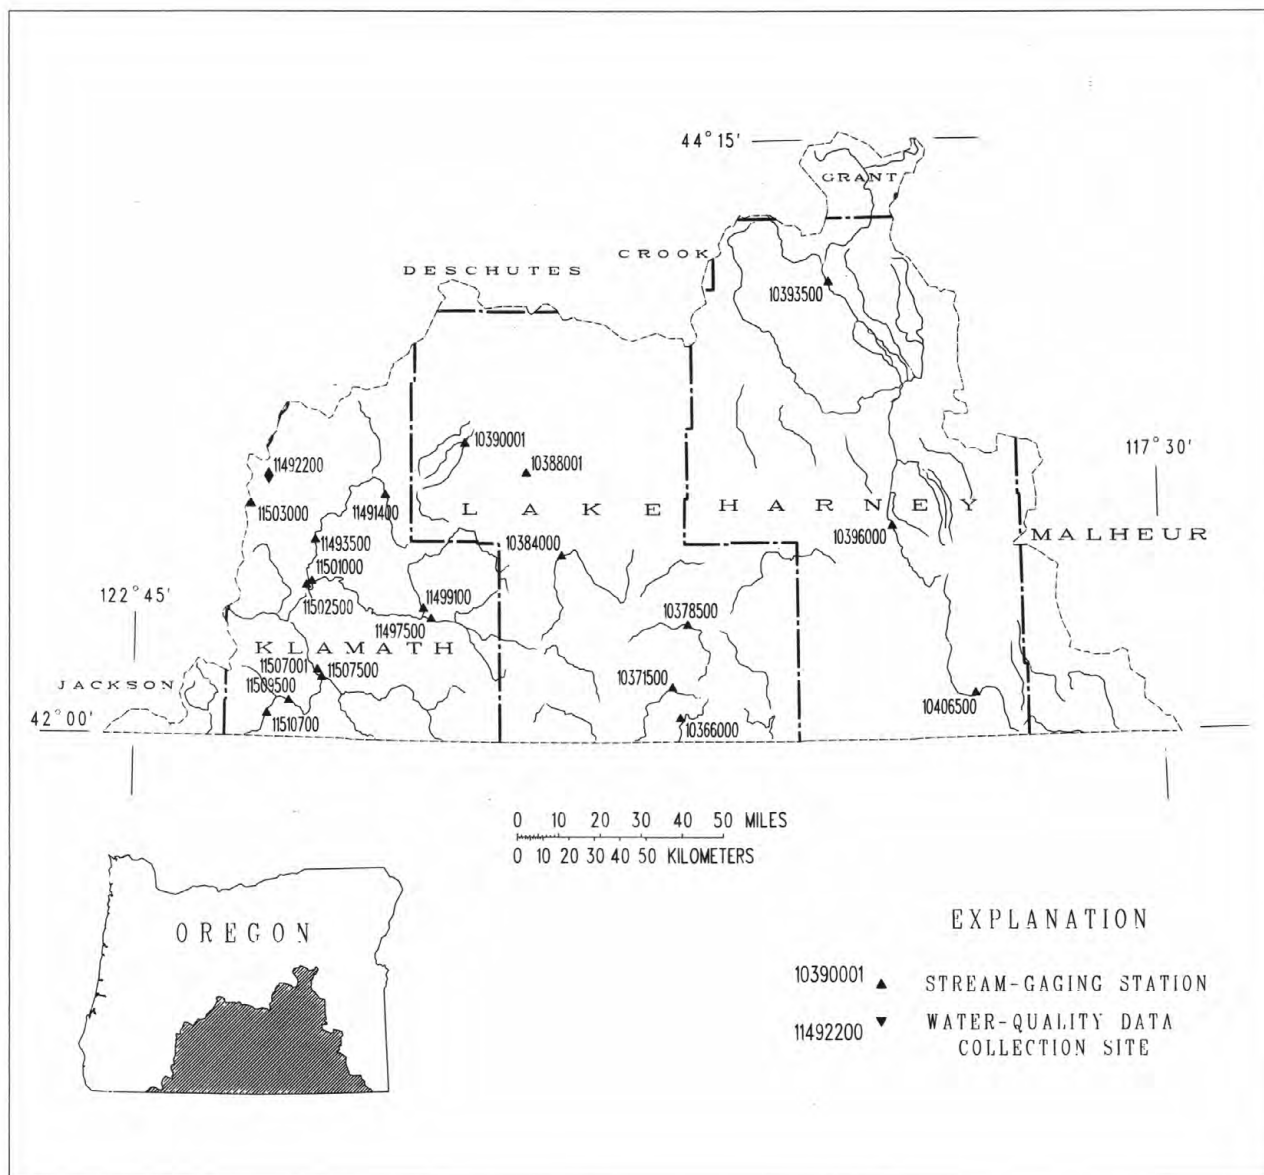 44°15'
GRANT
CROOK
DESCHUTES
10393500
10390001
117°30'
11492200
10388001
11491400
L A K E
HARNEY
11503000
10396000
MALHEUR
11493500
10384000
11501000
122°45'
11502500
11499100
10378500
11497500
KLAMATH
11507001
11507500
JACKSON
11509500
10371500
10406500
42°00'
11510700
10366000
0 10 20 30 40 50 MILES
0 10 20 30 40 50 KILOMETERS
OREGON
EXPLANATION
10390001 STREAM-GAGING STATION
11492200 WATER-QUALITY DATA
COLLECTION SITE